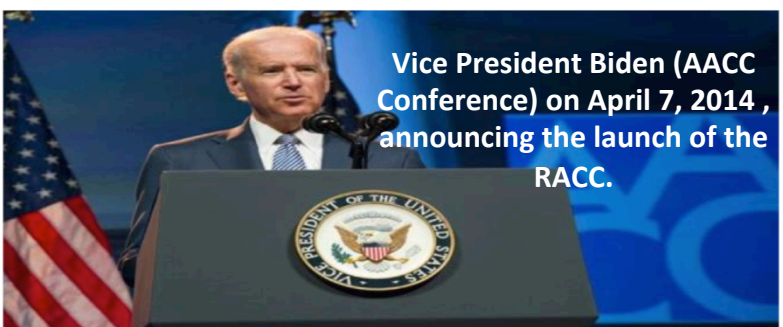 Vice President Biden (AACC
Conference) on April 7, 2014 ,
announcing the launch of the
RACC.
VICE PRESIDENT OF THE UNITED STATES
AACC